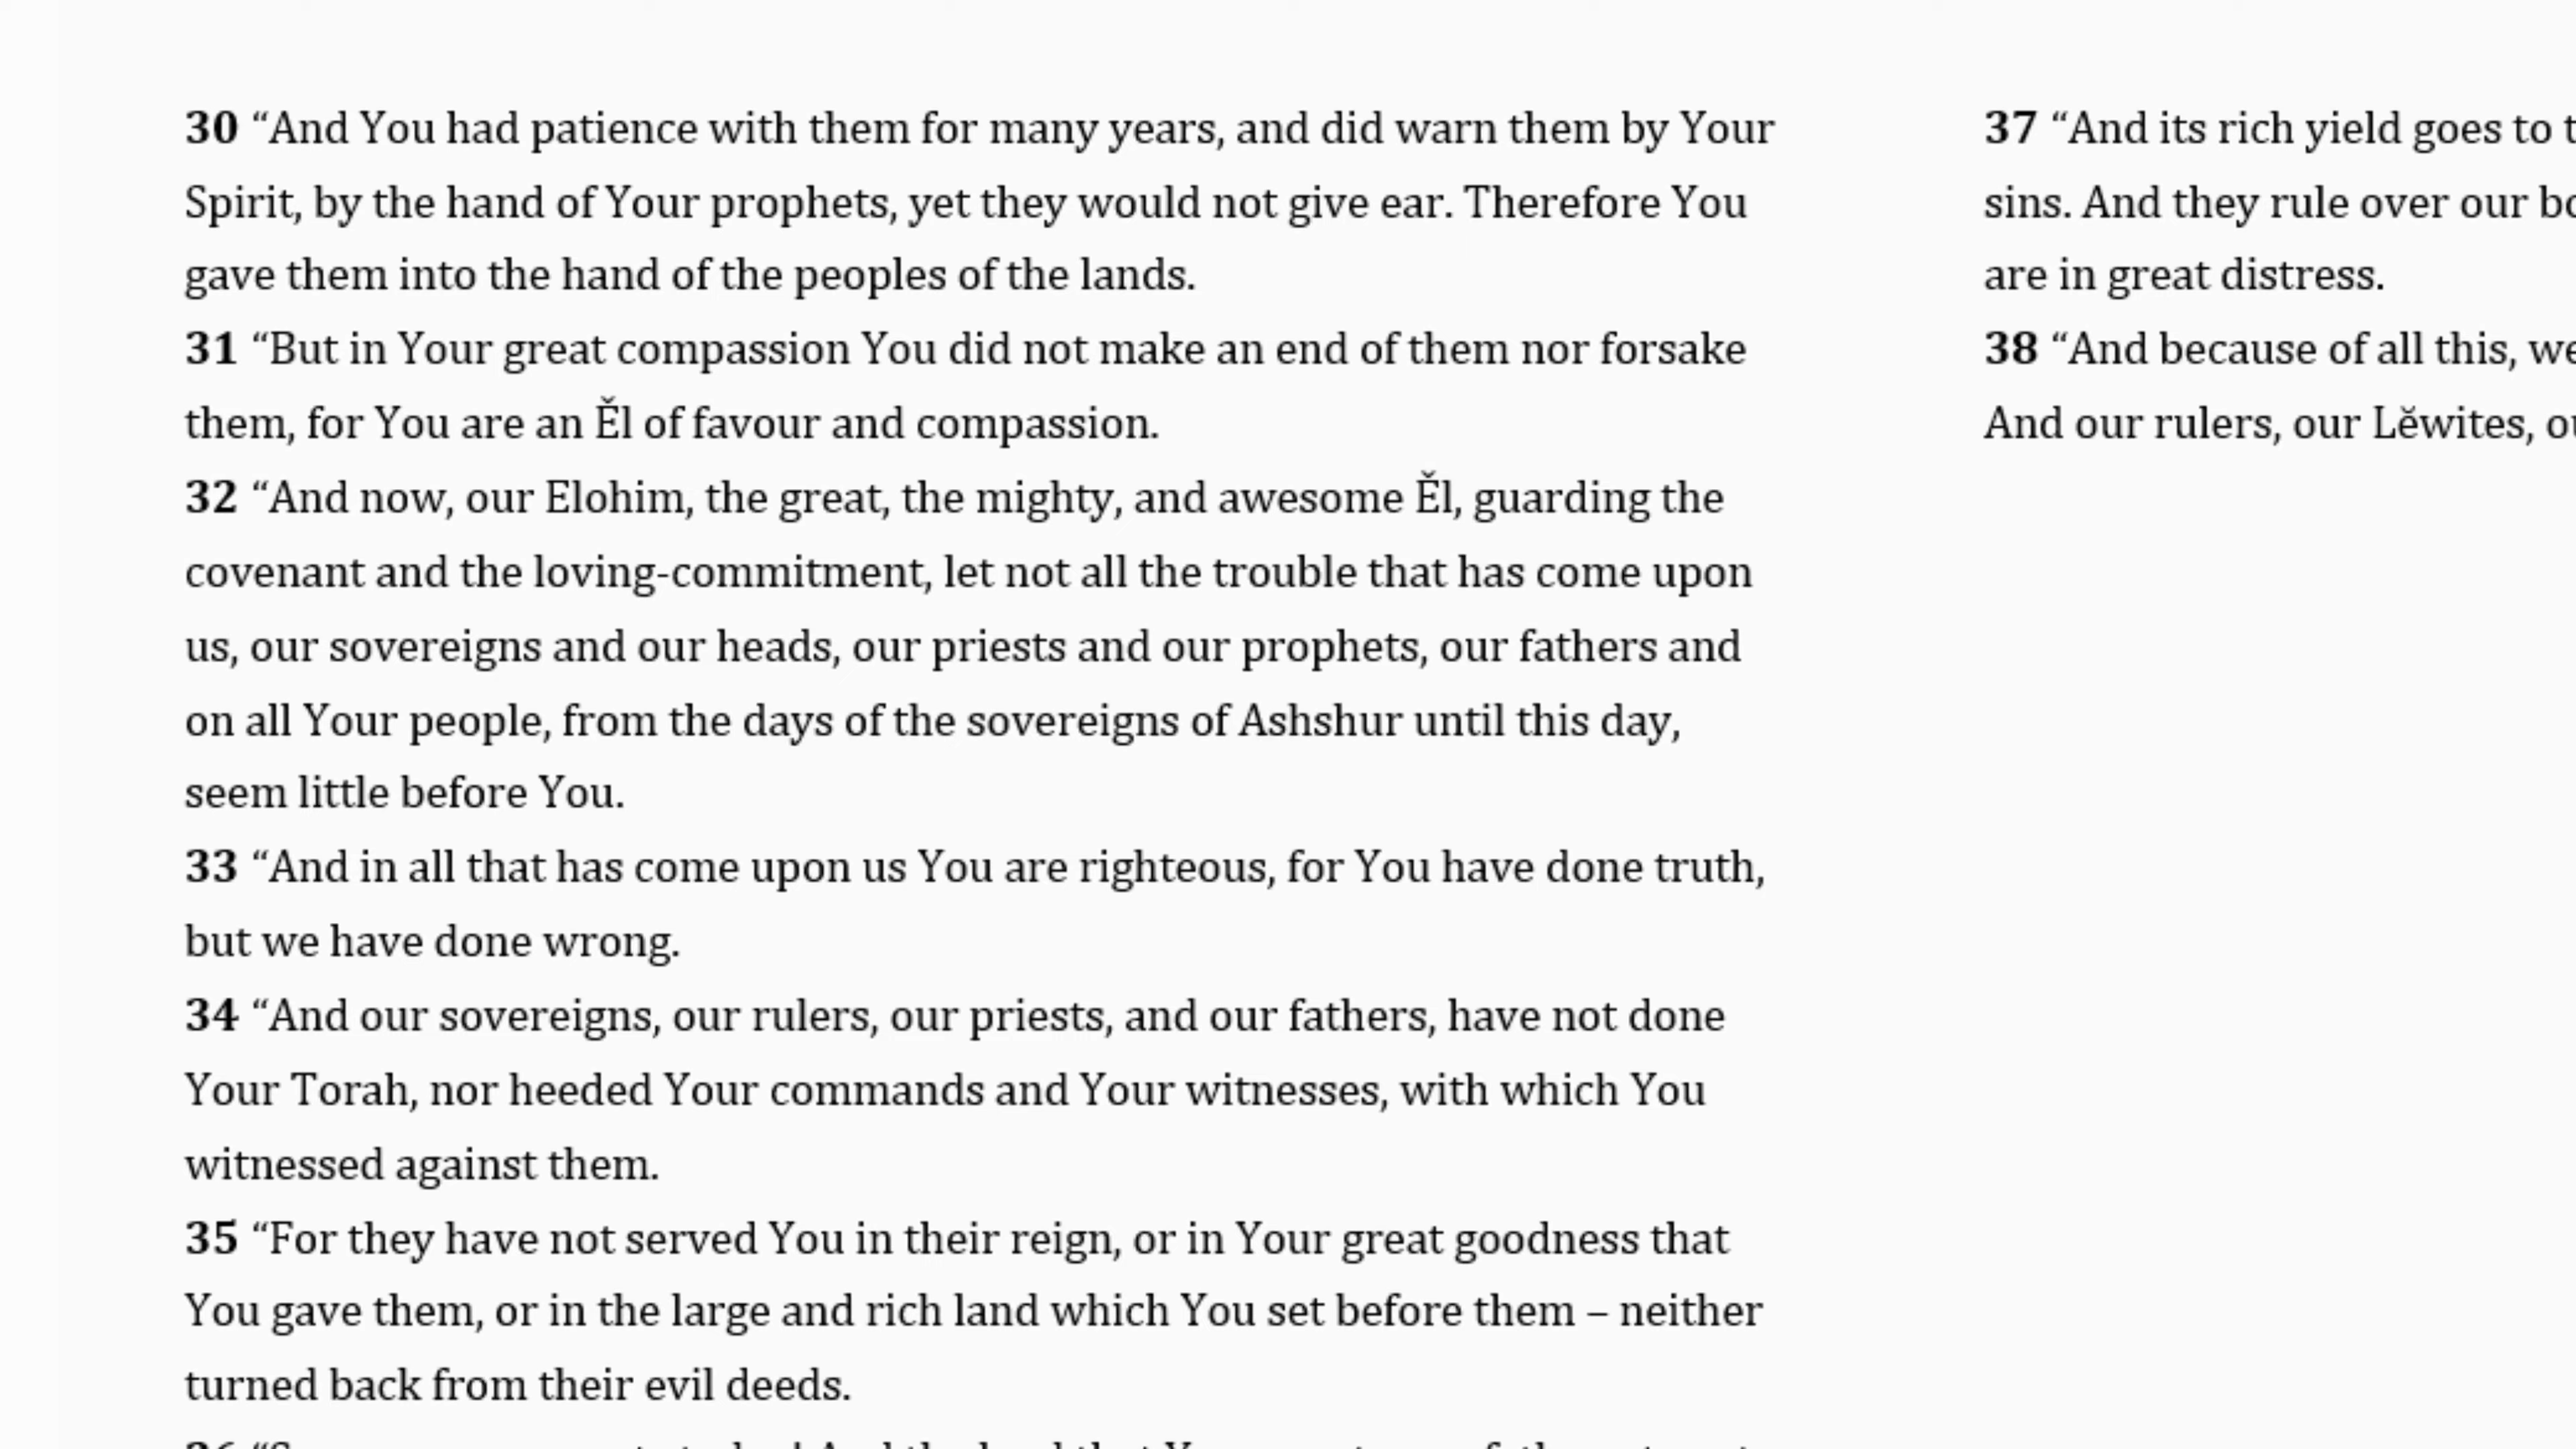 30 “And You had patience with them for many years, and did warn them by Your
Spirit, by the hand of Your prophets, yet they would not give ear. Therefore You
gave them into the hand of the peoples of the lands.
31 “But in Your great compassion You did not make an end of them nor forsake
them, for You are an Ěl of favour and compassion.
32 “And now, our Elohim, the great, the mighty, and awesome Ěl, guarding the
covenant and the loving-commitment, let not all the trouble that has come upon
us, our sovereigns and our heads, our priests and our prophets, our fathers and
on all Your people, from the days of the sovereigns of Ashshur until this day,
seem little before You.
33 “And in all that has come upon us You are righteous, for You have done truth,
but we have done wrong.
34 “And our sovereigns, our rulers, our priests, and our fathers, have not done
Your Torah, nor heeded Your commands and Your witnesses, with which You
witnessed against them.
35 “For they have not served You in their reign, or in Your great goodness that
You gave them, or in the large and rich land which You set before them – neither
turned back from their evil deeds.
37 “And its rich yield goes to
sins. And they rule over our
are in great distress.
38 “And because of all this, we
And our rulers, our Lĕwites,